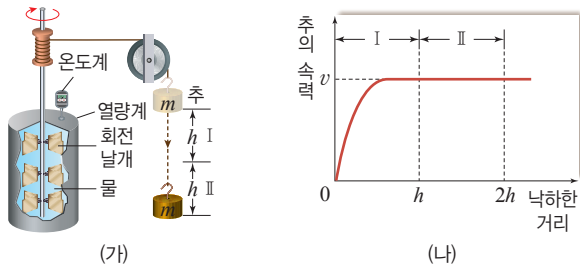 온도계
열량계
회전
날개
물
추
m
h Ⅰ
h Ⅱ
m
(가)
추의 속력
Ⅰ Ⅱ
v
0 h 2h 낙하한
거리
(나)